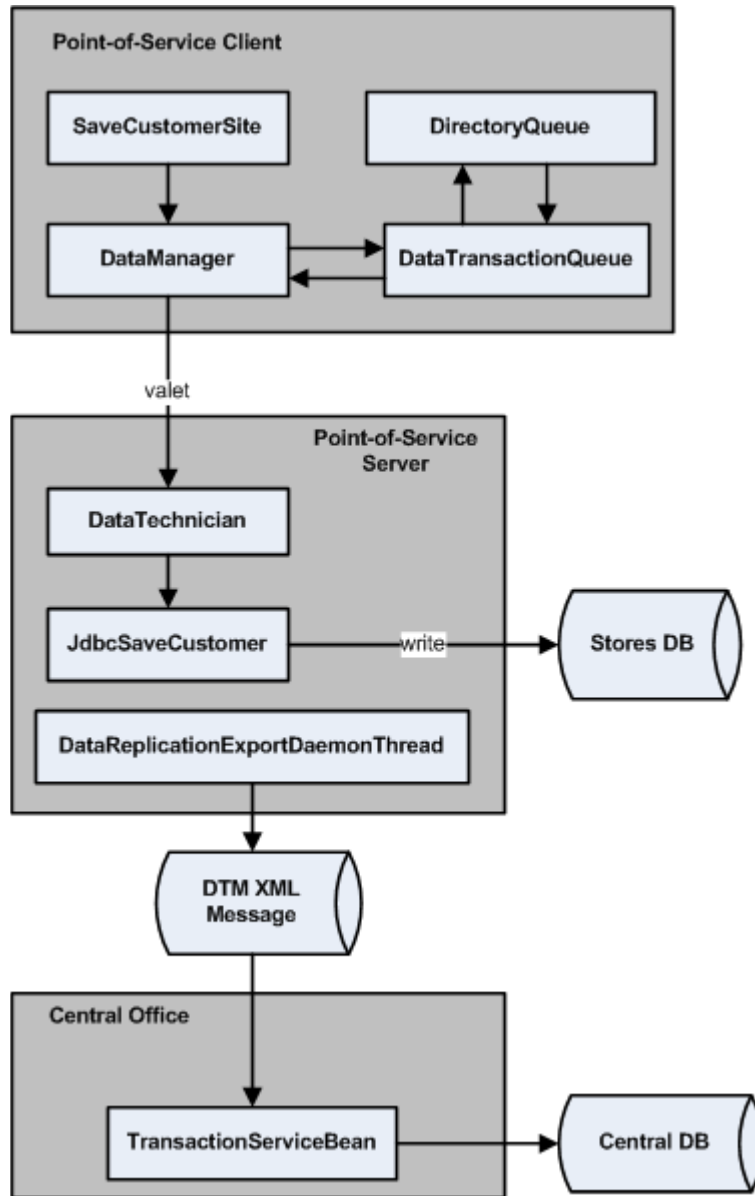 Point-of-Service Client
SaveCustomerSite
DirectoryQueue
DataManager
DataTransactionQueue
valet
Point-of-Service
Server
DataTechnician
JdbcSaveCustomer
write
Stores DB
DataReplicationExportDaemonThread
DTM XML
Message
Central Office
TransactionServiceBean
Central DB